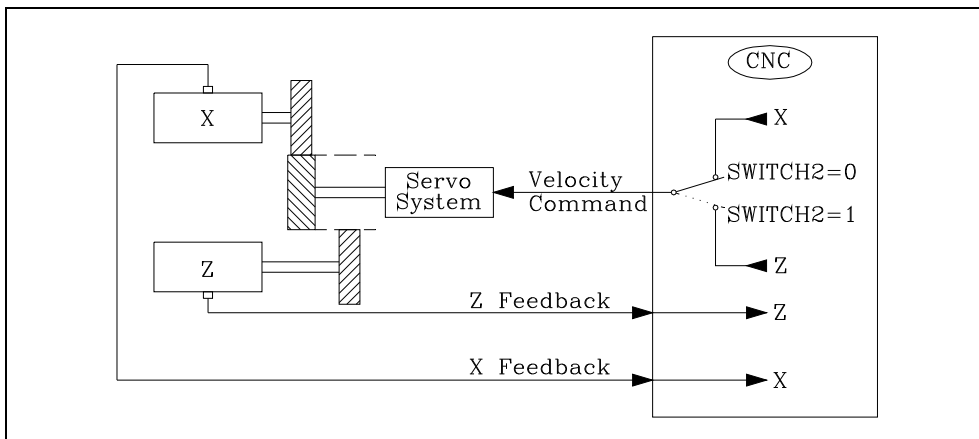 CNC
X
X
SWITCH2=0
Servo
System
Velocity
Command
SWITCH2=1
Z
Z
Z Feedback
Z
X Feedback
X